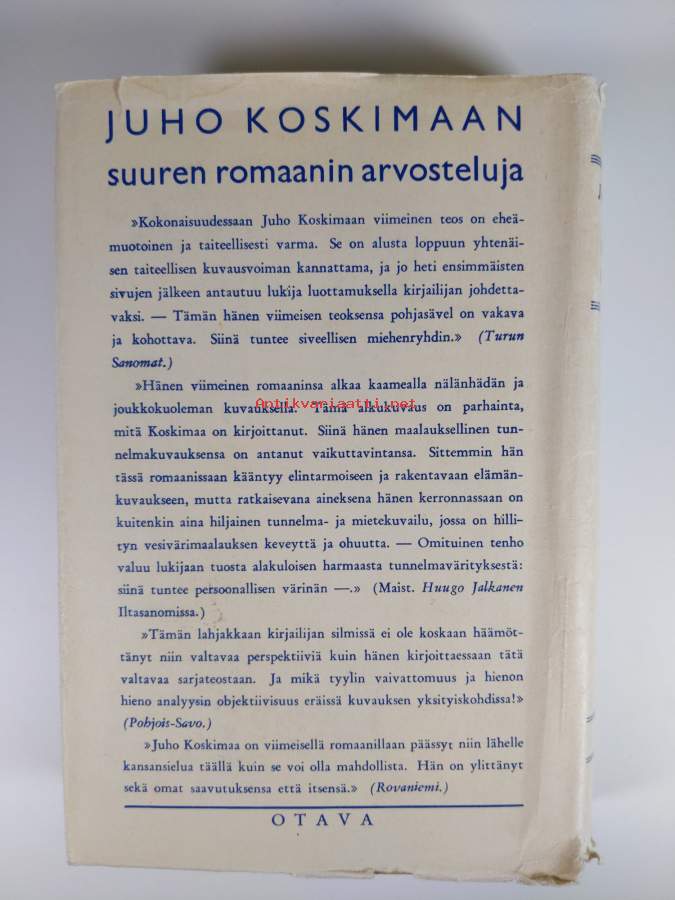 JUHO KOSKIMAAN
suuren romaanin arvosteluja
»Kokonaisuudessaan Juho Koskimaan viimeinen teos on eheä-
muotoinen ja taiteellisesti varma. Se on alusta loppuun yhtenäi-
sen taiteellisen kuvausvoiman kannattama, ja jo heti ensimmäisten
sivujen jälkeen antautuu lukija luottamuksella kirjailijan johdetta-
vaksi. — Tämän hänen viimeisen teoksensa pohjasävel on vakava
ja kohottava. Siinä tuntee siveellisen miehenryhdin.» (Turun
Sanomat.)
»Hänen viimeinen romaaninsa alkaa kaamealla nälänhädän ja
joukkokuoleman kuvauksella. Tämä alkukuvaus on parhainta,
Antikvariaatti.net
mitä Koskimaa on kirjoittanut. Siinä hänen maalauksellinen tun-
nelmakuvauksensa on antanut vaikuttavintansa. Sittemmin hän
tässä romaanissaan kääntyy elintarmoiseen ja rakentavaan elämän-
kuvaukseen, mutta ratkaisevana aineksena hänen kerronnassaan on
kuitenkin aina hiljainen tunnelma- ja mietekuvailu, jossa on hilli-
tyn vesivärimaalauksen keveyttä ja ohuutta. — Omituinen tenho
valuu lukijaan tuosta alakuloisen harmaasta tunnelmavärityksestä:
siinä tuntee persoonallisen värinän —.» (Maist. Huugo Jalkanen
Iltasanomissa.)
»Tämän lahjakkaan kirjailijan silmissä ei ole koskaan häämöt-
tänyt niin valtavaa perspektiiviä kuin hänen kirjoittaessaan tätä
valtavaa sarjateostaan. Ja mikä tyylin vaivattomuus ja hienon
hieno analyysin objektiivisuus eräissä kuvauksen yksityiskohdissa!»
(Pohjois-Savo.)
»Juho Koskimaa on viimeisellä romaanillaan päässyt niin lähelle
kansansielua täällä kuin se voi olla mahdollista. Hän on ylittänyt
sekä omat saavutuksensa että itsensä.» (Rovaniemi.)
OTAVA